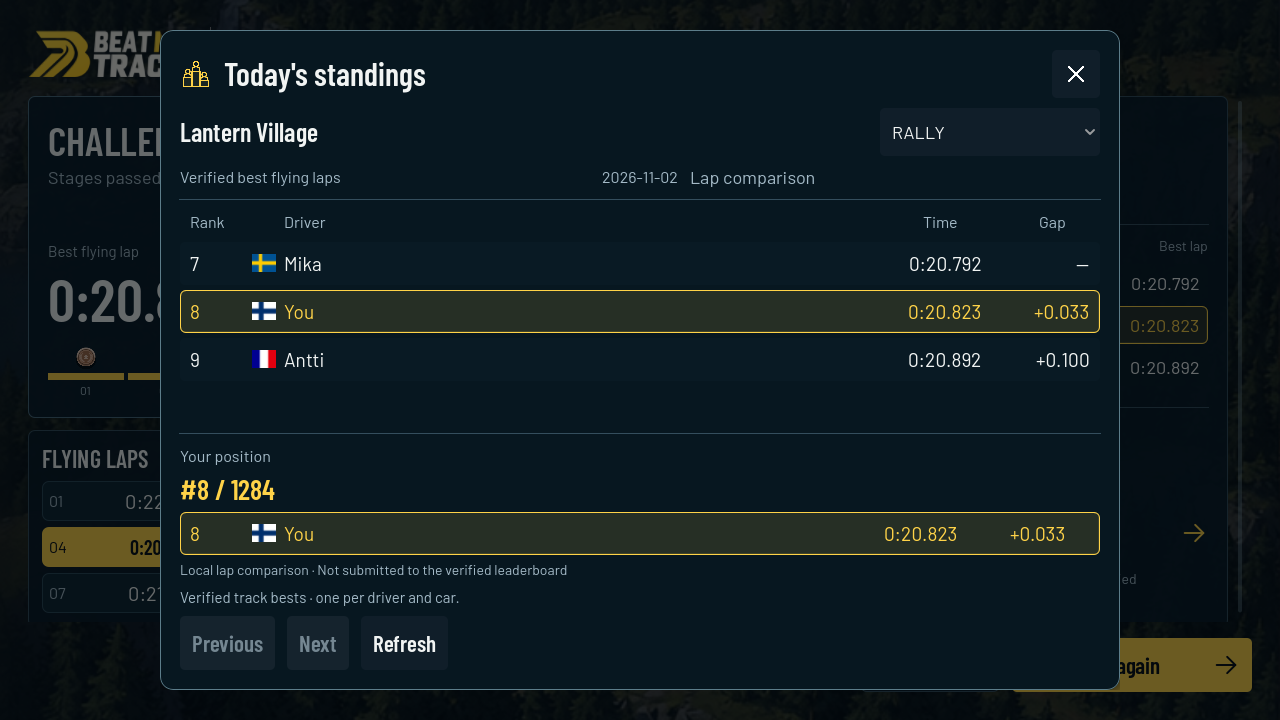 BEAT
TRAC
Today's standings
CHALLE
Lantern Village
RALLY
Stages passed
Verified best flying laps
2026-11-02 Lap comparison
Rank Driver Time Gap
Best flying lap
Best lap
7 Mika 0:20.792 —
0:20.792
0:20.8
8 You 0:20.823 +0.033
0:20.823
9 Antti 0:20.892 +0.100
0:20.892
01
Your position
FLYING LAPS
#8 / 1284
01 0:22
8 You 0:20.823 +0.033
04 0:20
Local lap comparison · Not submitted to the verified leaderboard
ed
07 0:21
Verified track bests · one per driver and car.
Previous Next Refresh
again